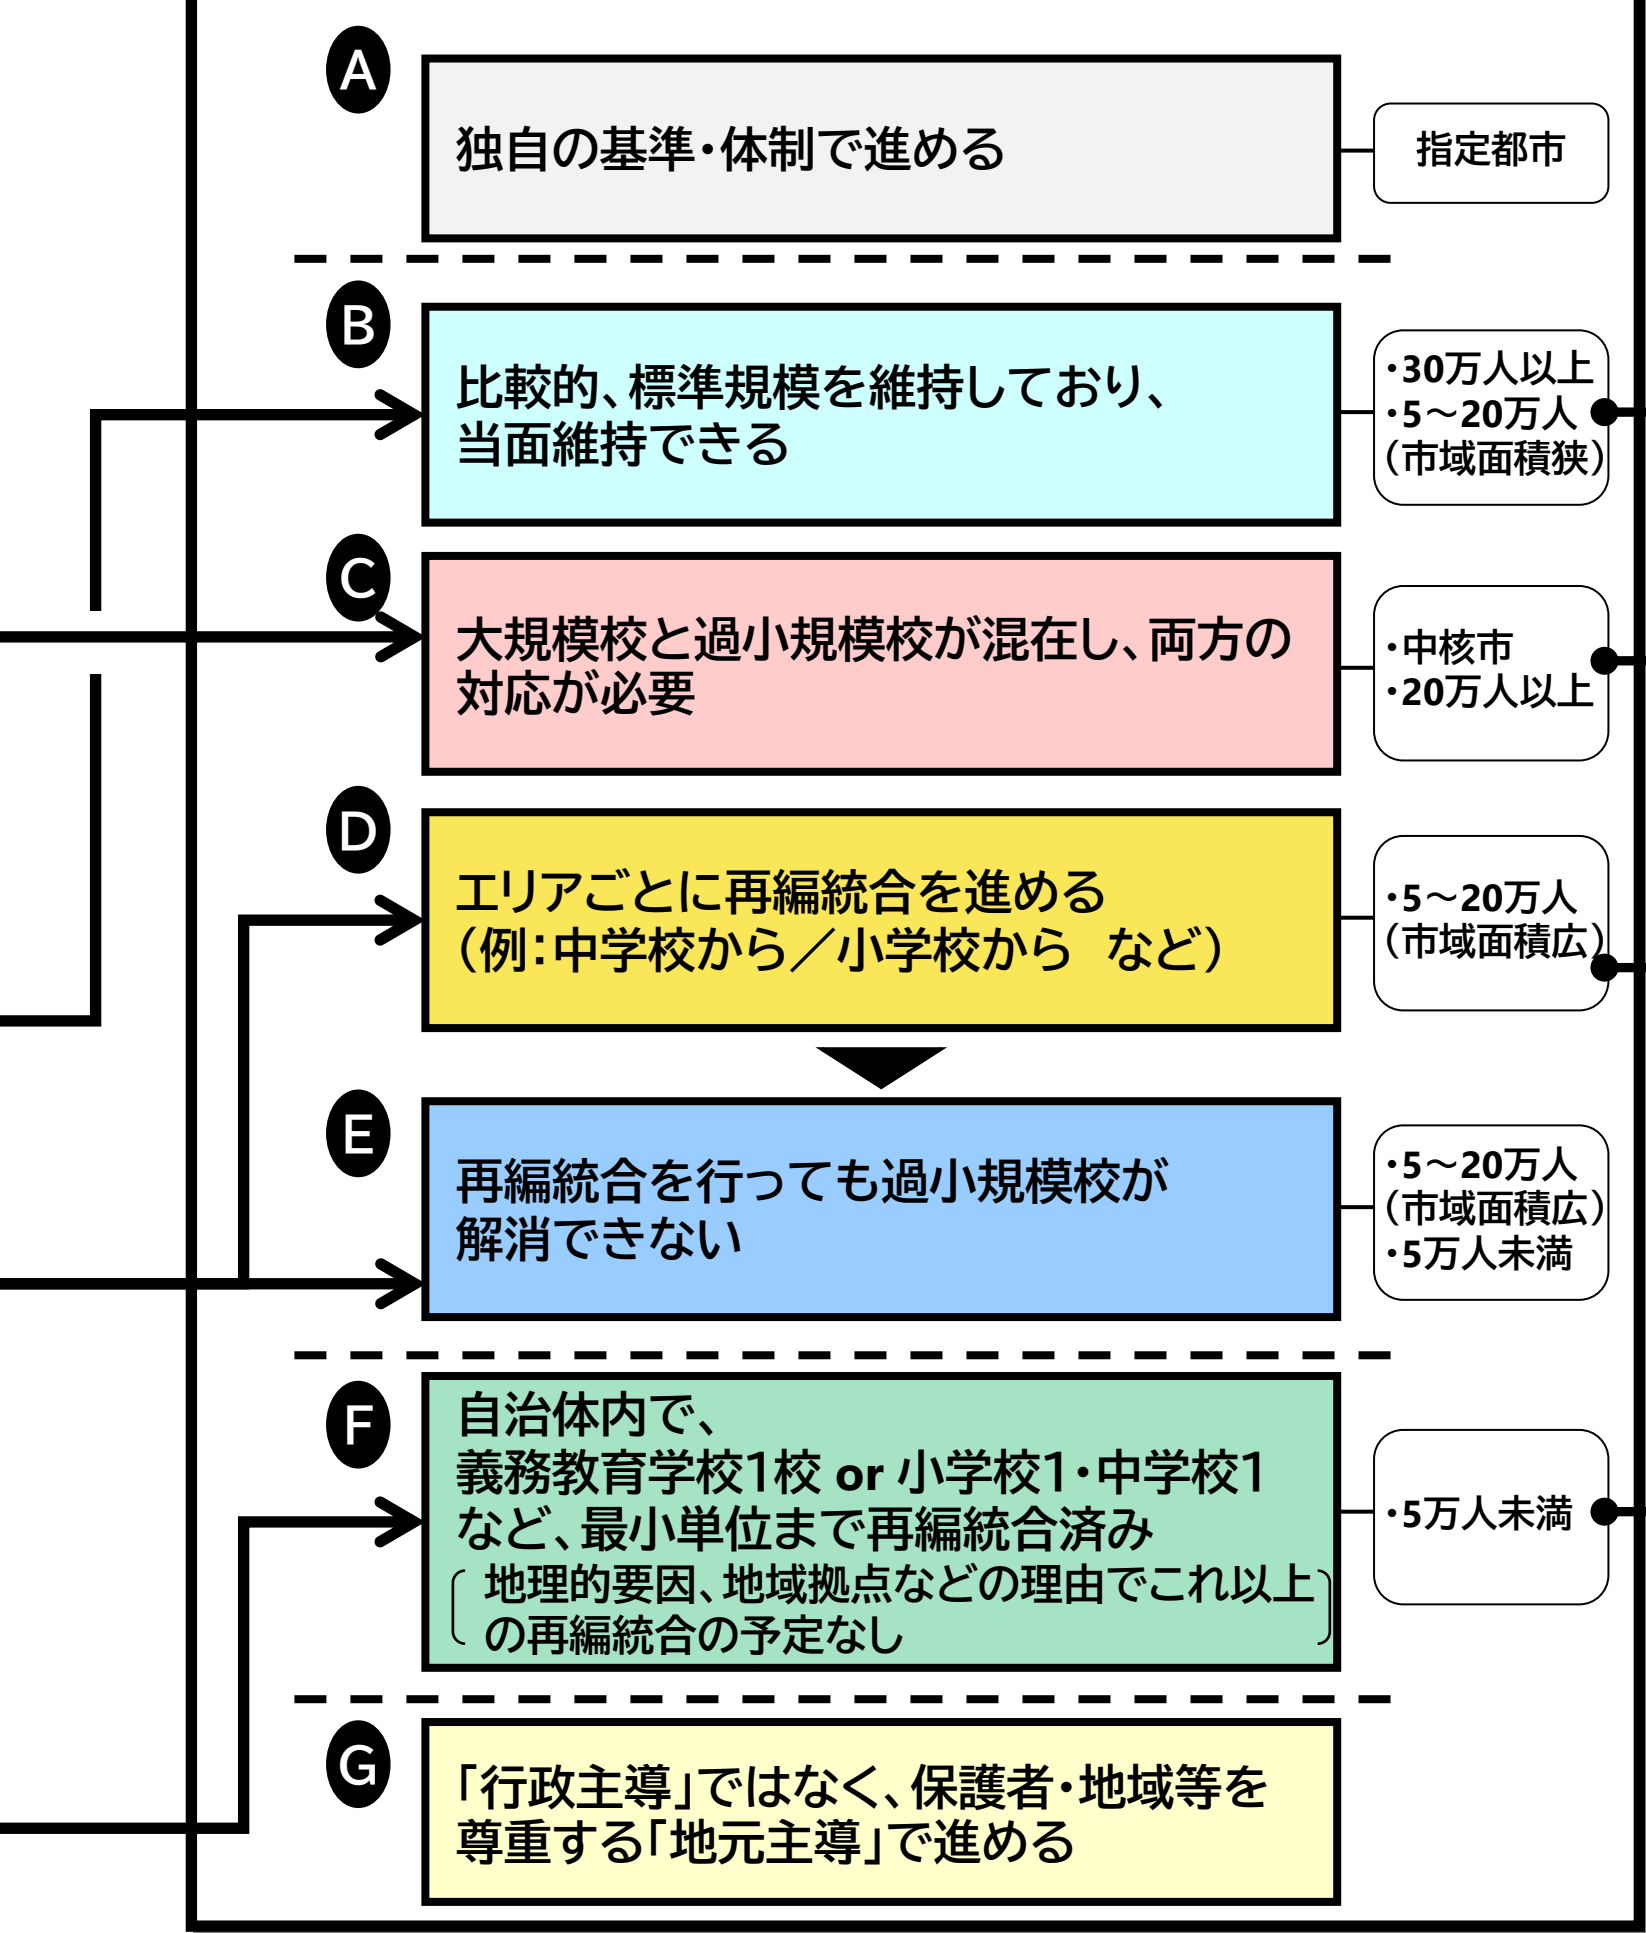 A
独自の基準・体制で進める
指定都市
B
比較的、標準規模を維持しており、
当面維持できる
・30万人以上
・5～20万人
（市域面積狭）
C
大規模校と過小規模校が混在し、両方の
対応が必要
・中核市
・20万人以上
D
エリアごとに再編統合を進める
（例：中学校から／小学校から　など）
・5～20万人
（市域面積広）
E
再編統合を行っても過小規模校が
解消できない
・5～20万人
（市域面積広）
・5万人未満
F
自治体内で、
義務教育学校1校 or 小学校1・中学校1
など、最小単位まで再編統合済み
地理的要因、地域拠点などの理由でこれ以上
の再編統合の予定なし
・5万人未満
G
「行政主導」ではなく、保護者・地域等を
尊重する「地元主導」で進める